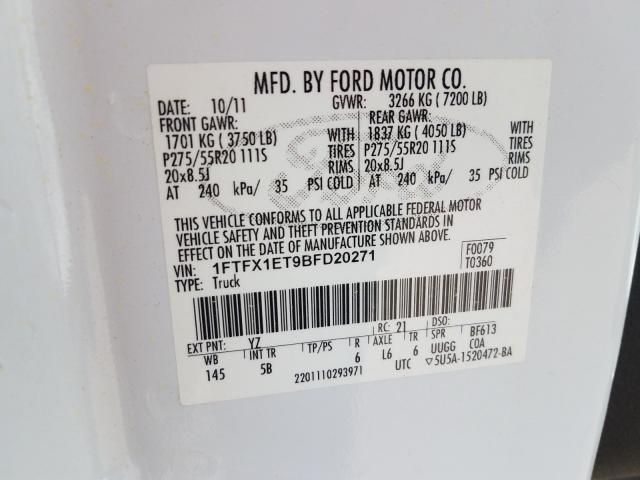 MFD. BY FORD MOTOR CO.
DATE: 10/11 GVWR: 3266 KG ( 7200 LB)
FRONT GAWR: REAR GAWR:
1701 KG ( 3750 LB) WITH 1837 KG ( 4050 LB) WITH
P275/55R20 111S TIRES P275/55R20 111S TIRES
20x8.5J RIMS 20x8.5J RIMS
AT 240 kPa/ 35 PSI COLD AT 240 kPa/ 35 PSI COLD
THIS VEHICLE CONFORMS TO ALL APPLICABLE FEDERAL MOTOR
VEHICLE SAFETY AND THEFT PREVENTION STANDARDS IN
EFFECT ON THE DATE OF MANUFACTURE SHOWN ABOVE.
VIN: 1FTFX1ET9BFD20271 F0079
TYPE: Truck T0360
EXT PNT: YZ RC: 21 DSO:
WB INT TR TP/PS R AXLE TR SPR BF613
145 5B 6 L6 6 UUGG COA
2201110293971 UTC ▽5U5A-1520472-BA